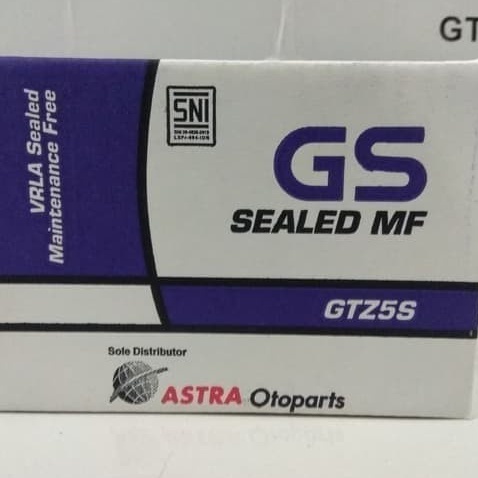 GT
VRLA Sealed
Maintenance Free
SNI
GS
SEALED MF
GTZ5S
Sole Distributor
ASTRA Otoparts